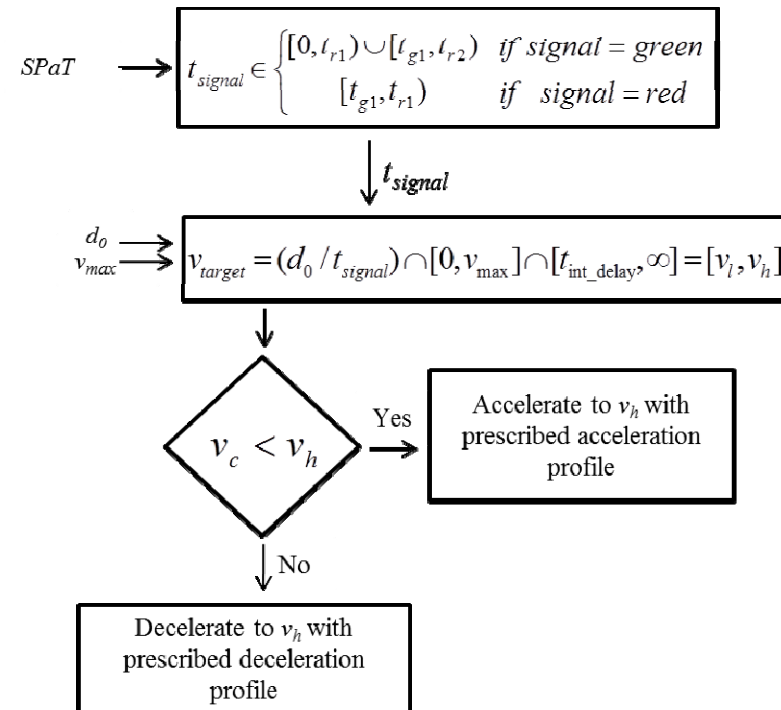 SPaT
t_signal ∈ { [0, t_r1) ∪ [t_g1, t_r2) if signal = green
[t_g1, t_r1) if signal = red
t_signal
d_o
v_max
v_target = (d_0 / t_signal) ∩ [0, v_max] ∩ [t_int_delay, ∞] = [v_l, v_h]
v_c < v_h
Yes
Accelerate to v_h with
prescribed acceleration
profile
No
Decelerate to v_h with
prescribed deceleration
profile